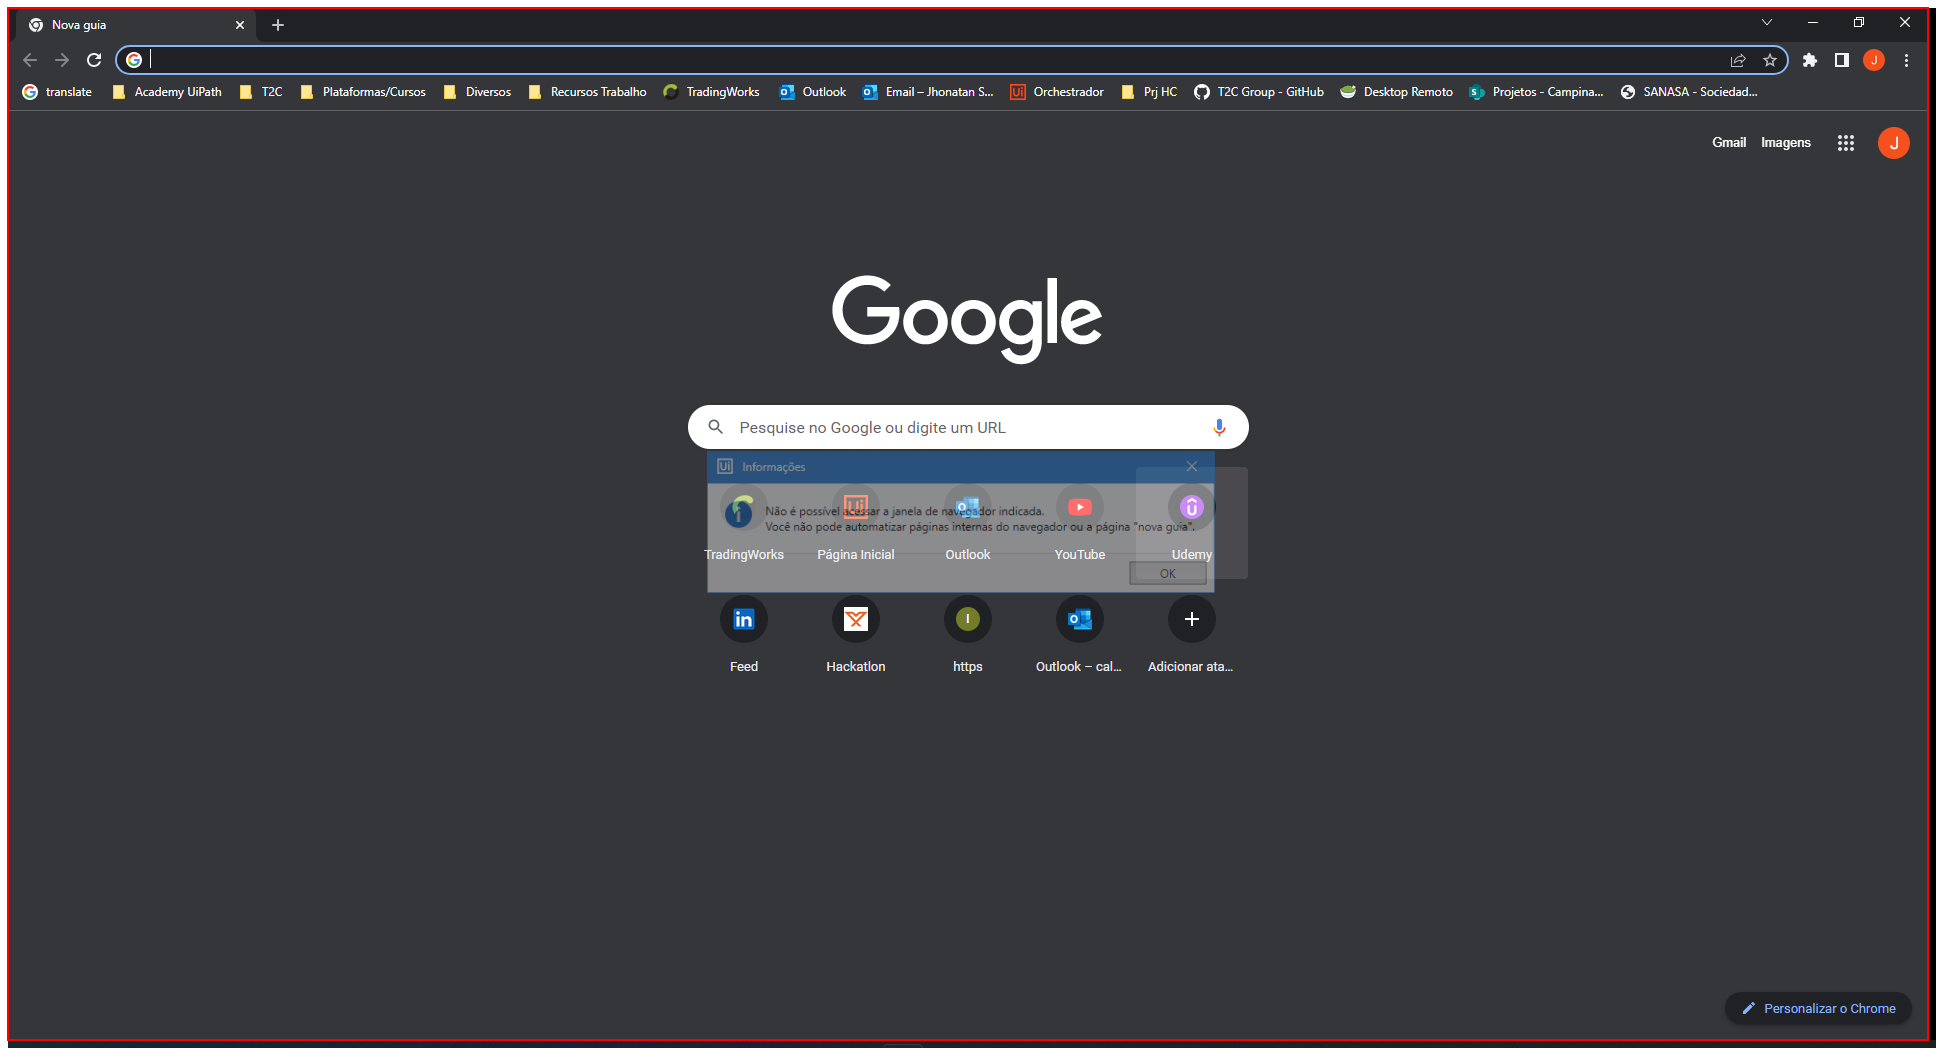 Nova guia
translate
Academy UiPath
T2C
Plataformas/Cursos
Diversos
Recursos Trabalho
TradingWorks
Outlook
Email – Jhonatan S...
Ui
Orchestrador
Prj HC
T2C Group - GitHub
Desktop Remoto
Projetos - Campina...
SANASA - Sociedad...
J
Gmail
Imagens
J
Google
Pesquise no Google ou digite um URL
Ui Informações
Não é possível acessar a janela de navegador indicada.
Você não pode automatizar páginas internas do navegador ou a página "nova guia".
TradingWorks
Página Inicial
Outlook
YouTube
Udemy
OK
in
I
Feed
Hackatlon
https
Outlook – cal...
Adicionar ata...
Personalizar o Chrome